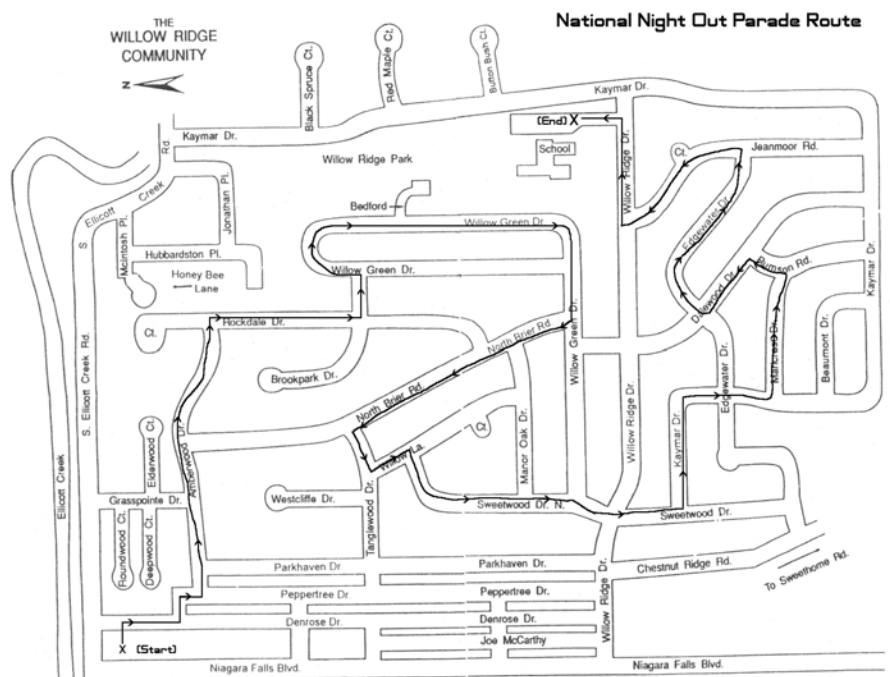 National Night Out Parade Route
THE
WILLOW RIDGE
COMMUNITY
N
Black Spruce Ct.
Red Maple Ct.
Button Bush Ct.
Kaymar Dr.
Kaymar Dr.
(End) X
School
Willow Ridge Dr.
Ct.
Jeanmoor Rd.
Rd.
Creek
Ellicott
S
Jonathan Pl.
Willow Ridge Park
Bedford
Mcintosh Pl.
Hubbardston Pl.
Honey Bee
Lane
Willow Green Dr
Willow Green Dr.
Edgewater Dr
Dalewood Dr.
Rumson Rd.
Kaymar Dr.
Ct.
Rockdale Dr.
North Brier Rd.
Willow Green Dr.
Mancrest Dr.
Beaumont Dr.
S. Ellicott Creek Rd.
Brookpark Dr.
North Brier Rd.
Edgewater Dr.
Elderwood Ct.
Amberwood Dr.
Ct
Willow La.
Manor Oak Dr.
Willow Ridge Dr.
Kaymar Dr.
Ellicott Creek
Grasspointe Dr.
Westcliffe Dr.
Tanglewood Dr.
Sweetwood Dr. N.
Sweetwood Dr.
Roundwood Ct.
Deepwood Ct.
Parkhaven Dr
Parkhaven Dr.
Chestnut Ridge Rd.
To Sweethome Rd.
Peppertree Dr.
Peppertree Dr.
Willow Ridge Dr.
Denrose Dr.
Denrose Dr.
X (Start)
Joe McCarthy
Niagara Falls Blvd.
Niagara Falls Blvd.